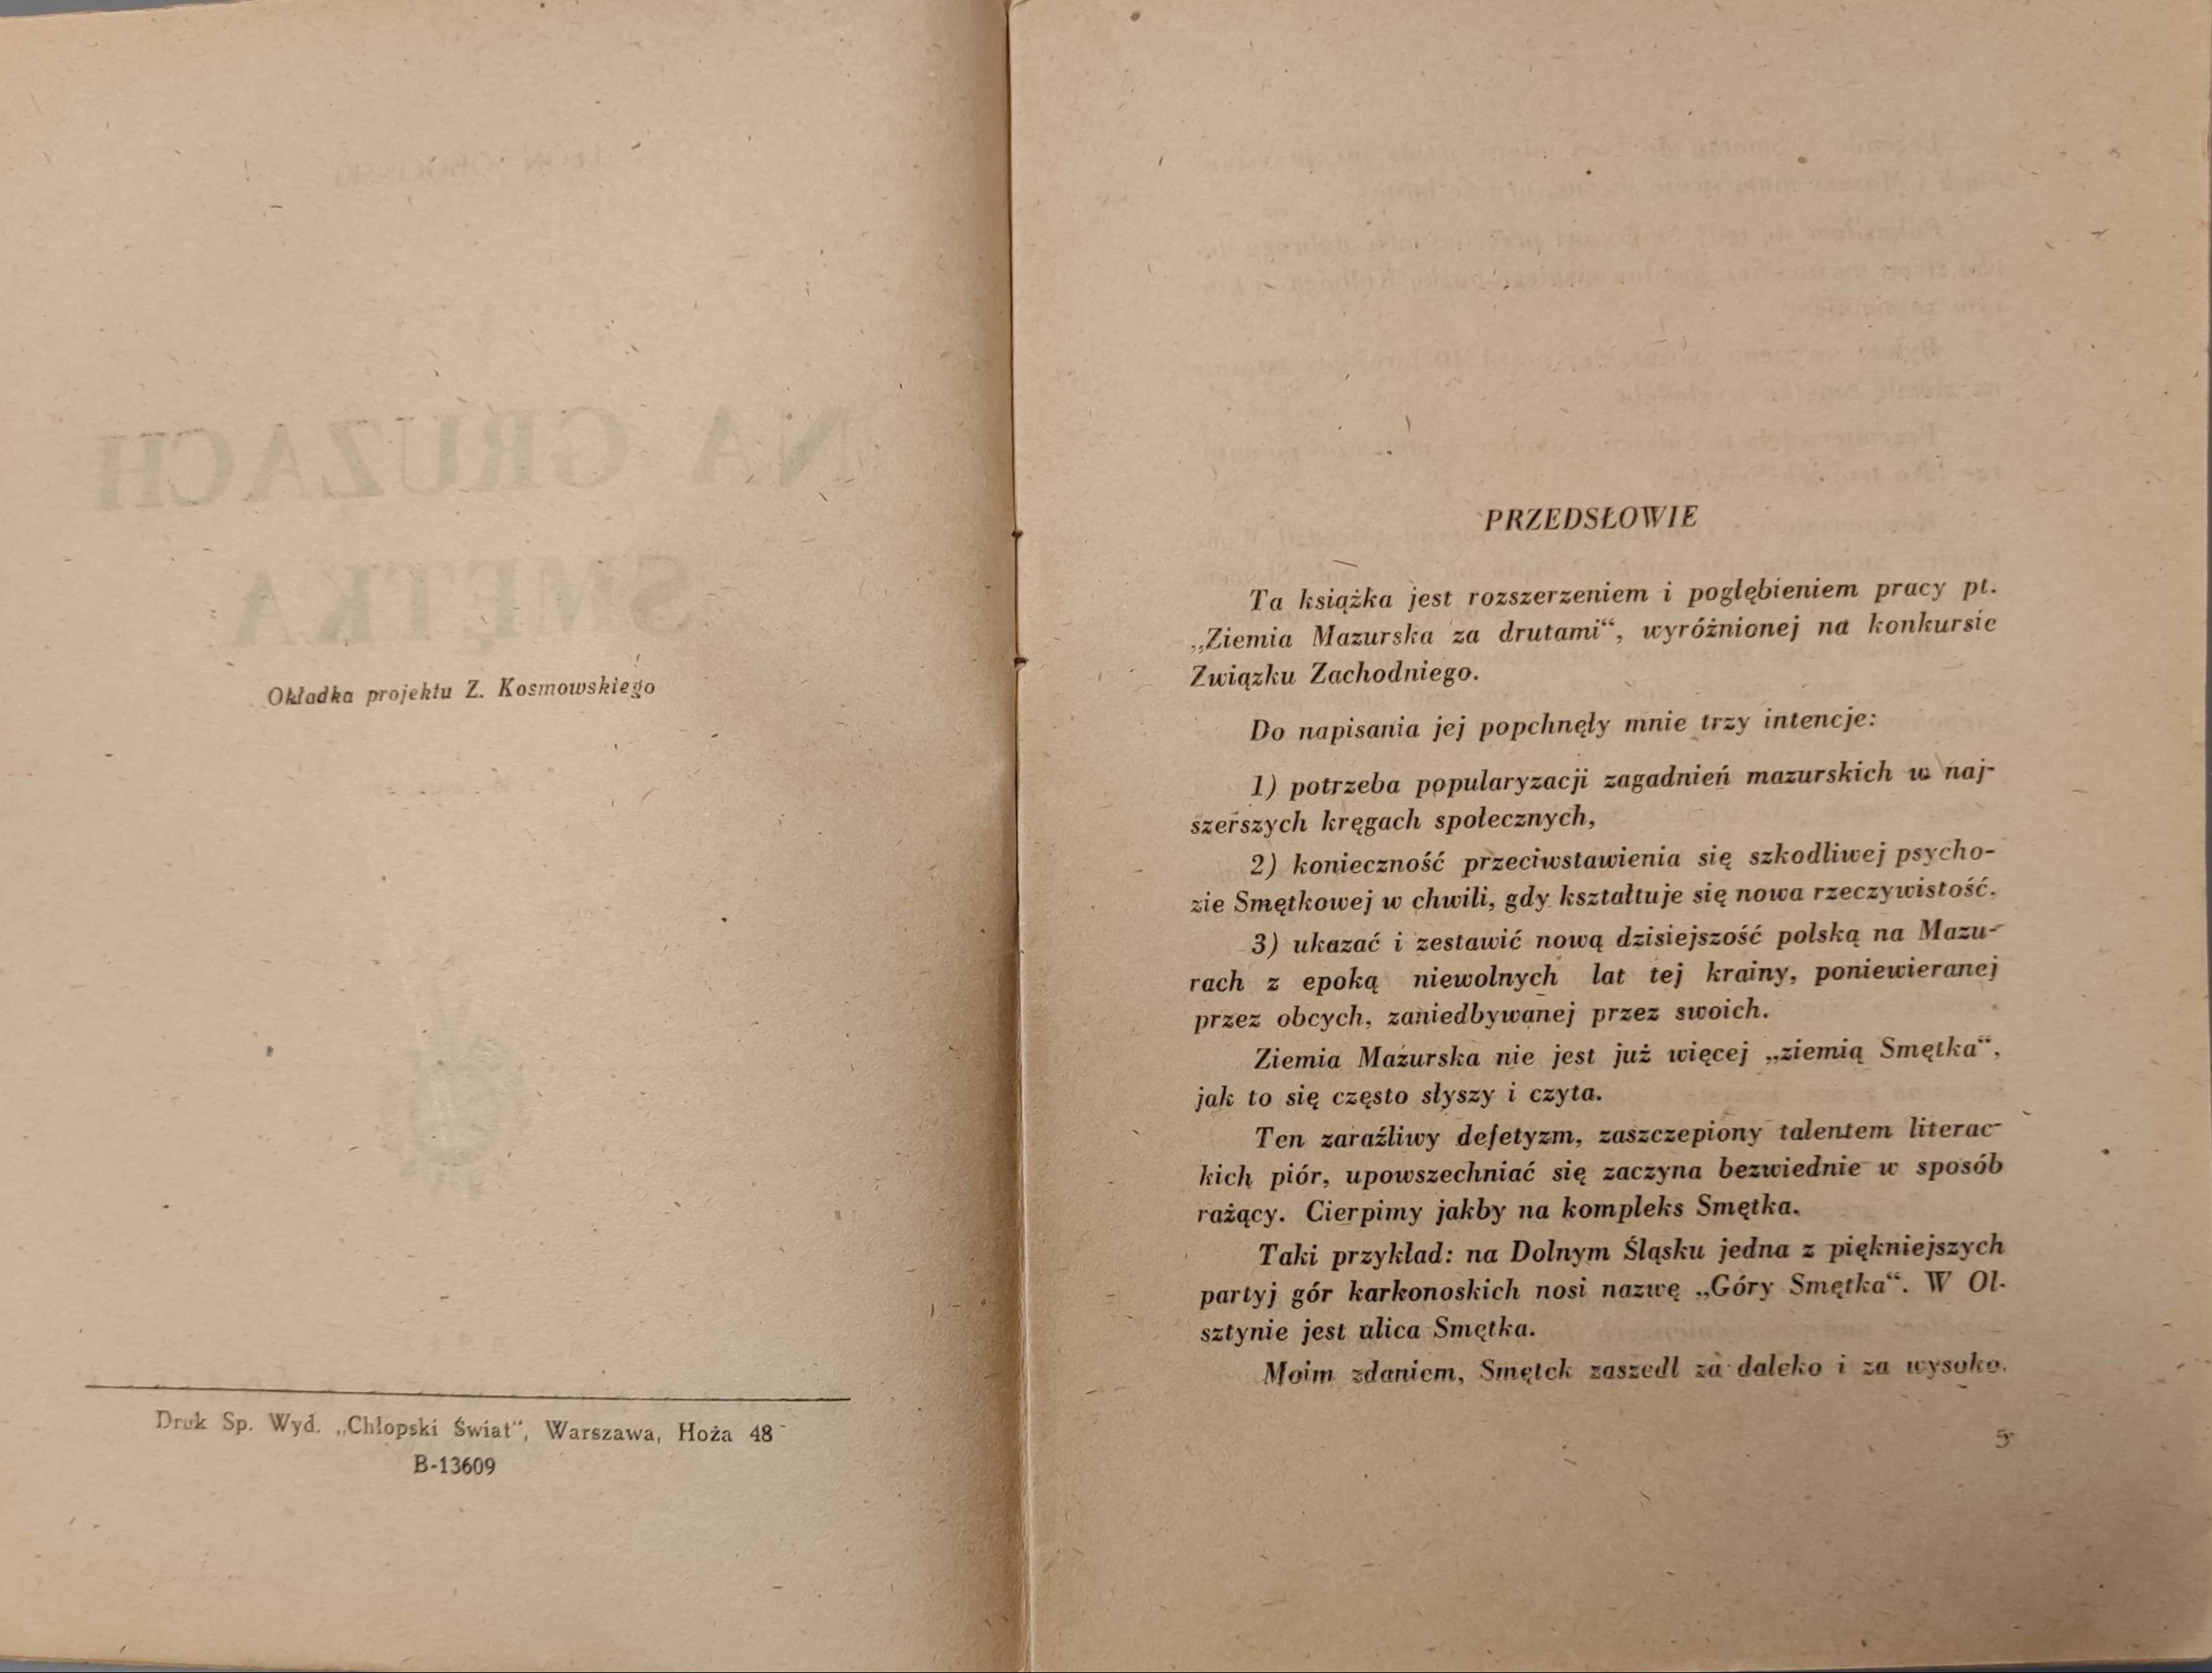 Okładka projektu Z. Kosmowskiego
Druk Sp. Wyd. „Chłopski Świat“, Warszawa, Hoża 48
B-13609
PRZEDSŁOWIE
Ta książka jest rozszerzeniem i pogłębieniem pracy pt.
„Ziemia Mazurska za drutami“, wyróżnionej na konkursie
Związku Zachodniego.
Do napisania jej popchnęły mnie trzy intencje:
1) potrzeba popularyzacji zagadnień mazurskich w naj-
szerszych kręgach społecznych,
2) konieczność przeciwstawienia się szkodliwej psycho-
zie Smętkowej w chwili, gdy kształtuje się nowa rzeczywistość,
3) ukazać i zestawić nową dzisiejszość polską na Mazu-
rach z epoką niewolnych lat tej krainy, poniewieranej
przez obcych, zaniedbywanej przez swoich.
Ziemia Mazurska nie jest już więcej „ziemią Smętka“,
jak to się często słyszy i czyta.
Ten zaraźliwy defetyzm, zaszczepiony talentem literac-
kich piór, upowszechniać się zaczyna bezwiednie w sposób
rażący. Cierpimy jakby na kompleks Smętka.
Taki przykład: na Dolnym Śląsku jedna z piękniejszych
partyj gór karkonoskich nosi nazwę „Góry Smętka“. W Ol-
sztynie jest ulica Smętka.
Moim zdaniem, Smętek zaszedł za daleko i za wysoko.
5
NA GRUZACH
SMĘTKA